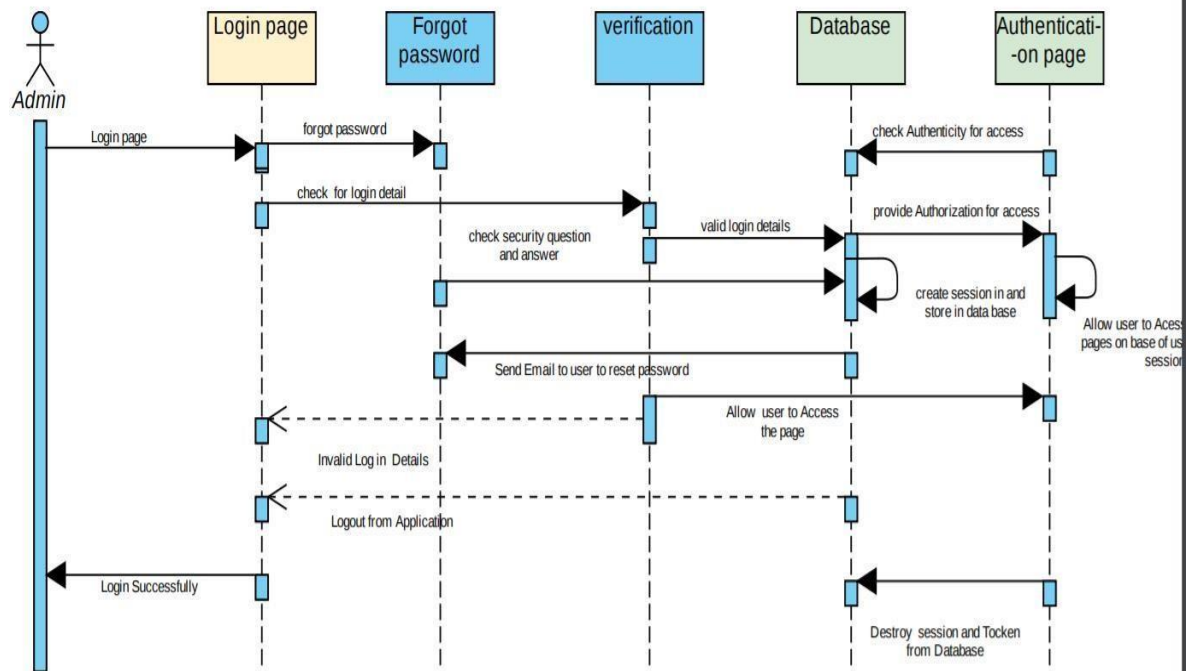 Login page
Forgot
password
verification
Database
Authenticati-
-on page
Admin
Login page
forgot password
check Authenticity for access
check for login detail
valid login details
provide Authorization for access
check security question
and answer
create session in and
store in data base
Allow user to Acess
pages on base of us
session
Send Email to user to reset password
Allow user to Access
the page
Invalid Log in Details
Logout from Application
Login Successfully
Destroy session and Tocken
from Database